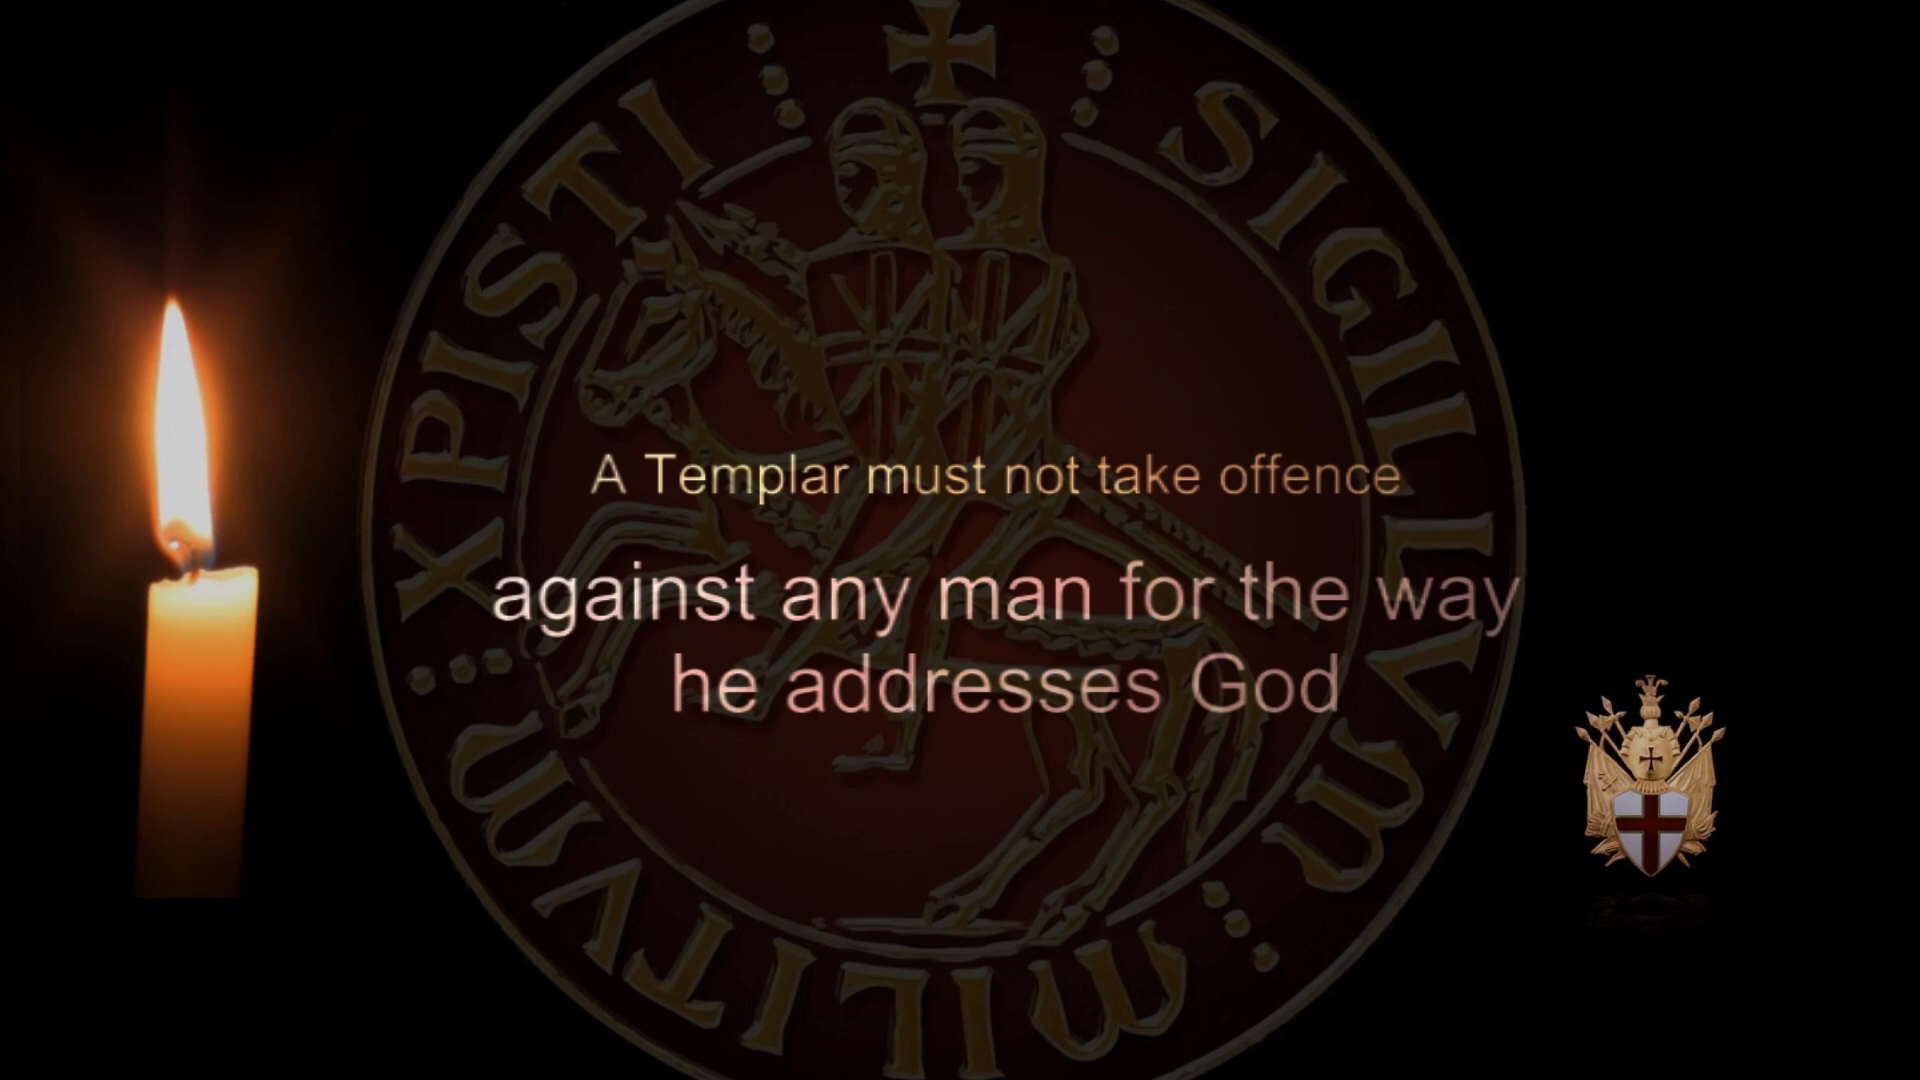 SIGILLVM MILITVM XPISTI
A Templar must not take offence
against any man for the way
he addresses God